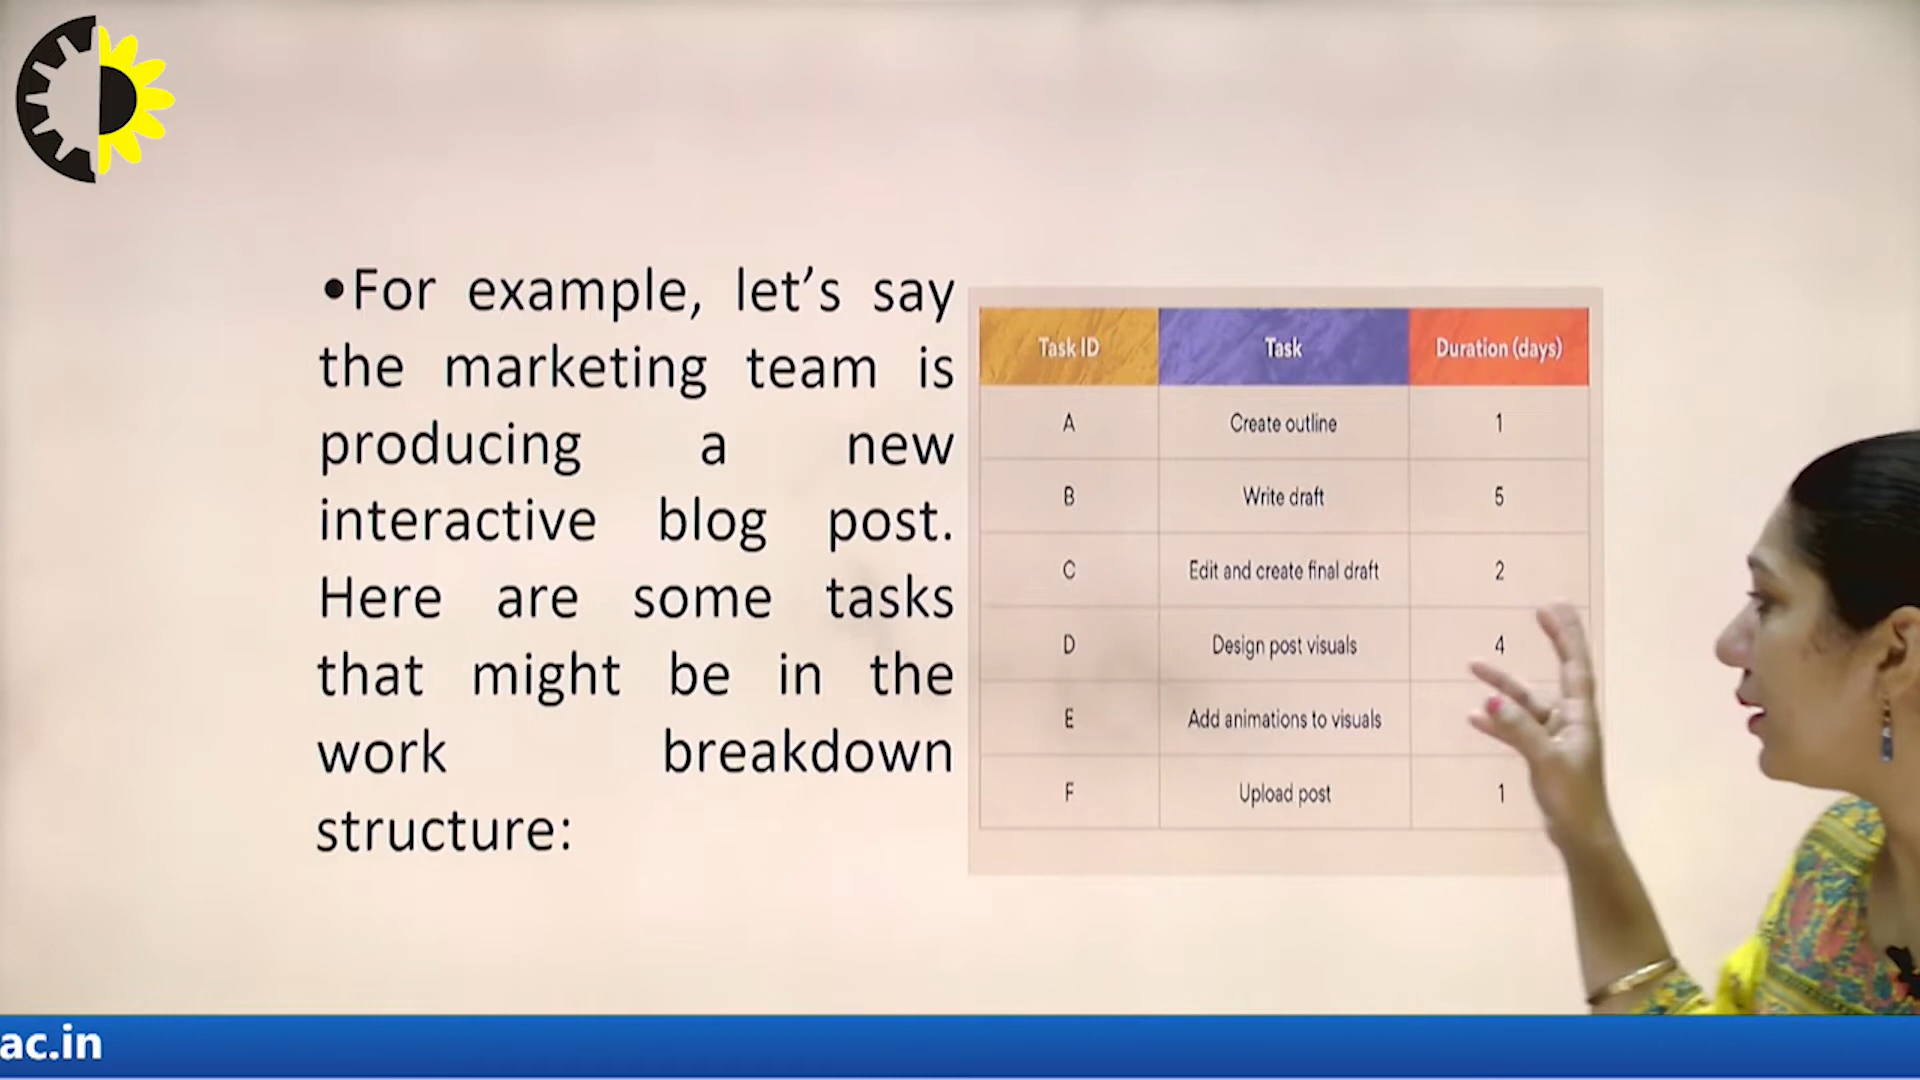 •For example, let’s say
the marketing team is
producing a new
interactive blog post.
Here are some tasks
that might be in the
work breakdown
structure:
Task ID Task Duration (days)
A Create outline 1
B Write draft 5
C Edit and create final draft 2
D Design post visuals 4
E Add animations to visuals
F Upload post 1
ac.in